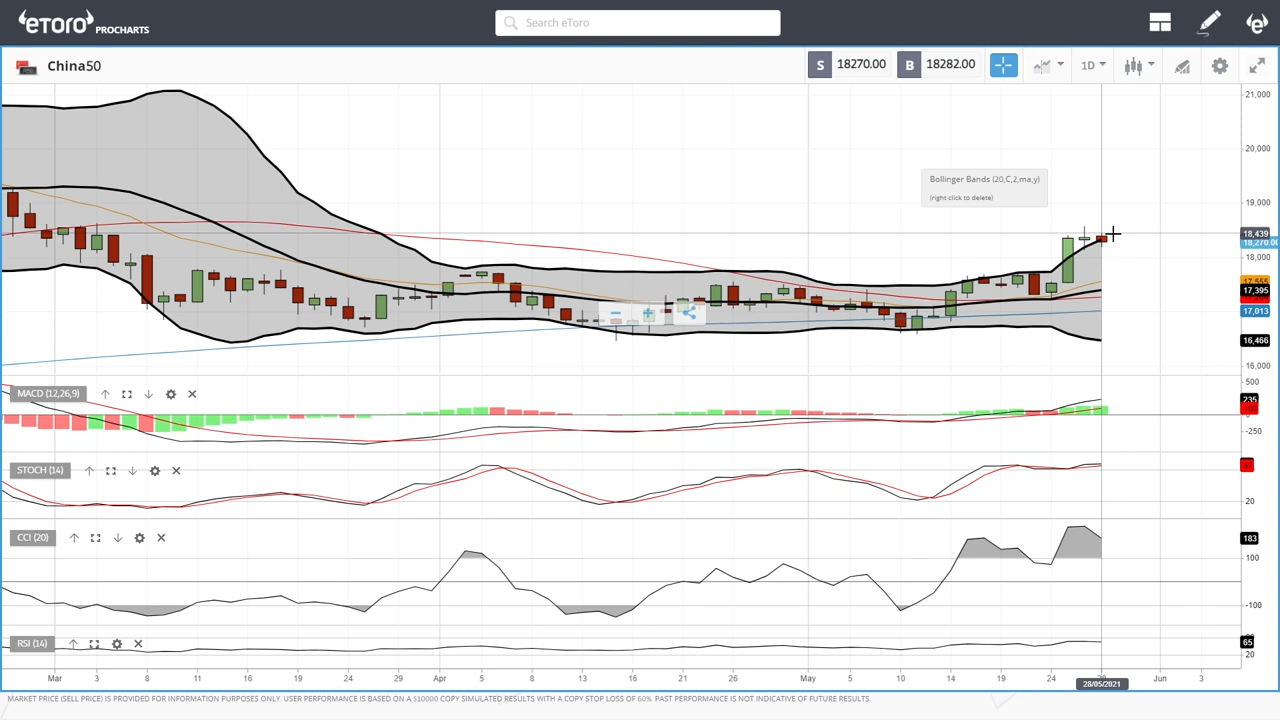 eToro PROCHARTS
Search eToro
China50
S 18270.00 B 18282.00
1D
Bollinger Bands (20,C,2,ma,y)
(right click to delete)
21,000
20,000
19,000
18,439
18,270.00
18,000
17,395
17,013
17,000
16,466
16,000
MACD (12,26,9)
500
235
-250
STOCH (14)
20
CCI (20)
183
100
-100
RSI (14)
65
20
Mar 3 8 11 16 19 24 29 Apr 5 8 13 16 21 26 May 5 10 14 19 24 Jun 3
28/05/2021
MARKET PRICE (SELL PRICE) IS PROVIDED FOR INFORMATION PURPOSES ONLY. USER PERFORMANCE IS BASED ON A $10000 COPY SIMULATED RESULTS WITH A COPY STOP LOSS OF 60%. PAST PERFORMANCE IS NOT INDICATIVE OF FUTURE RESULTS.